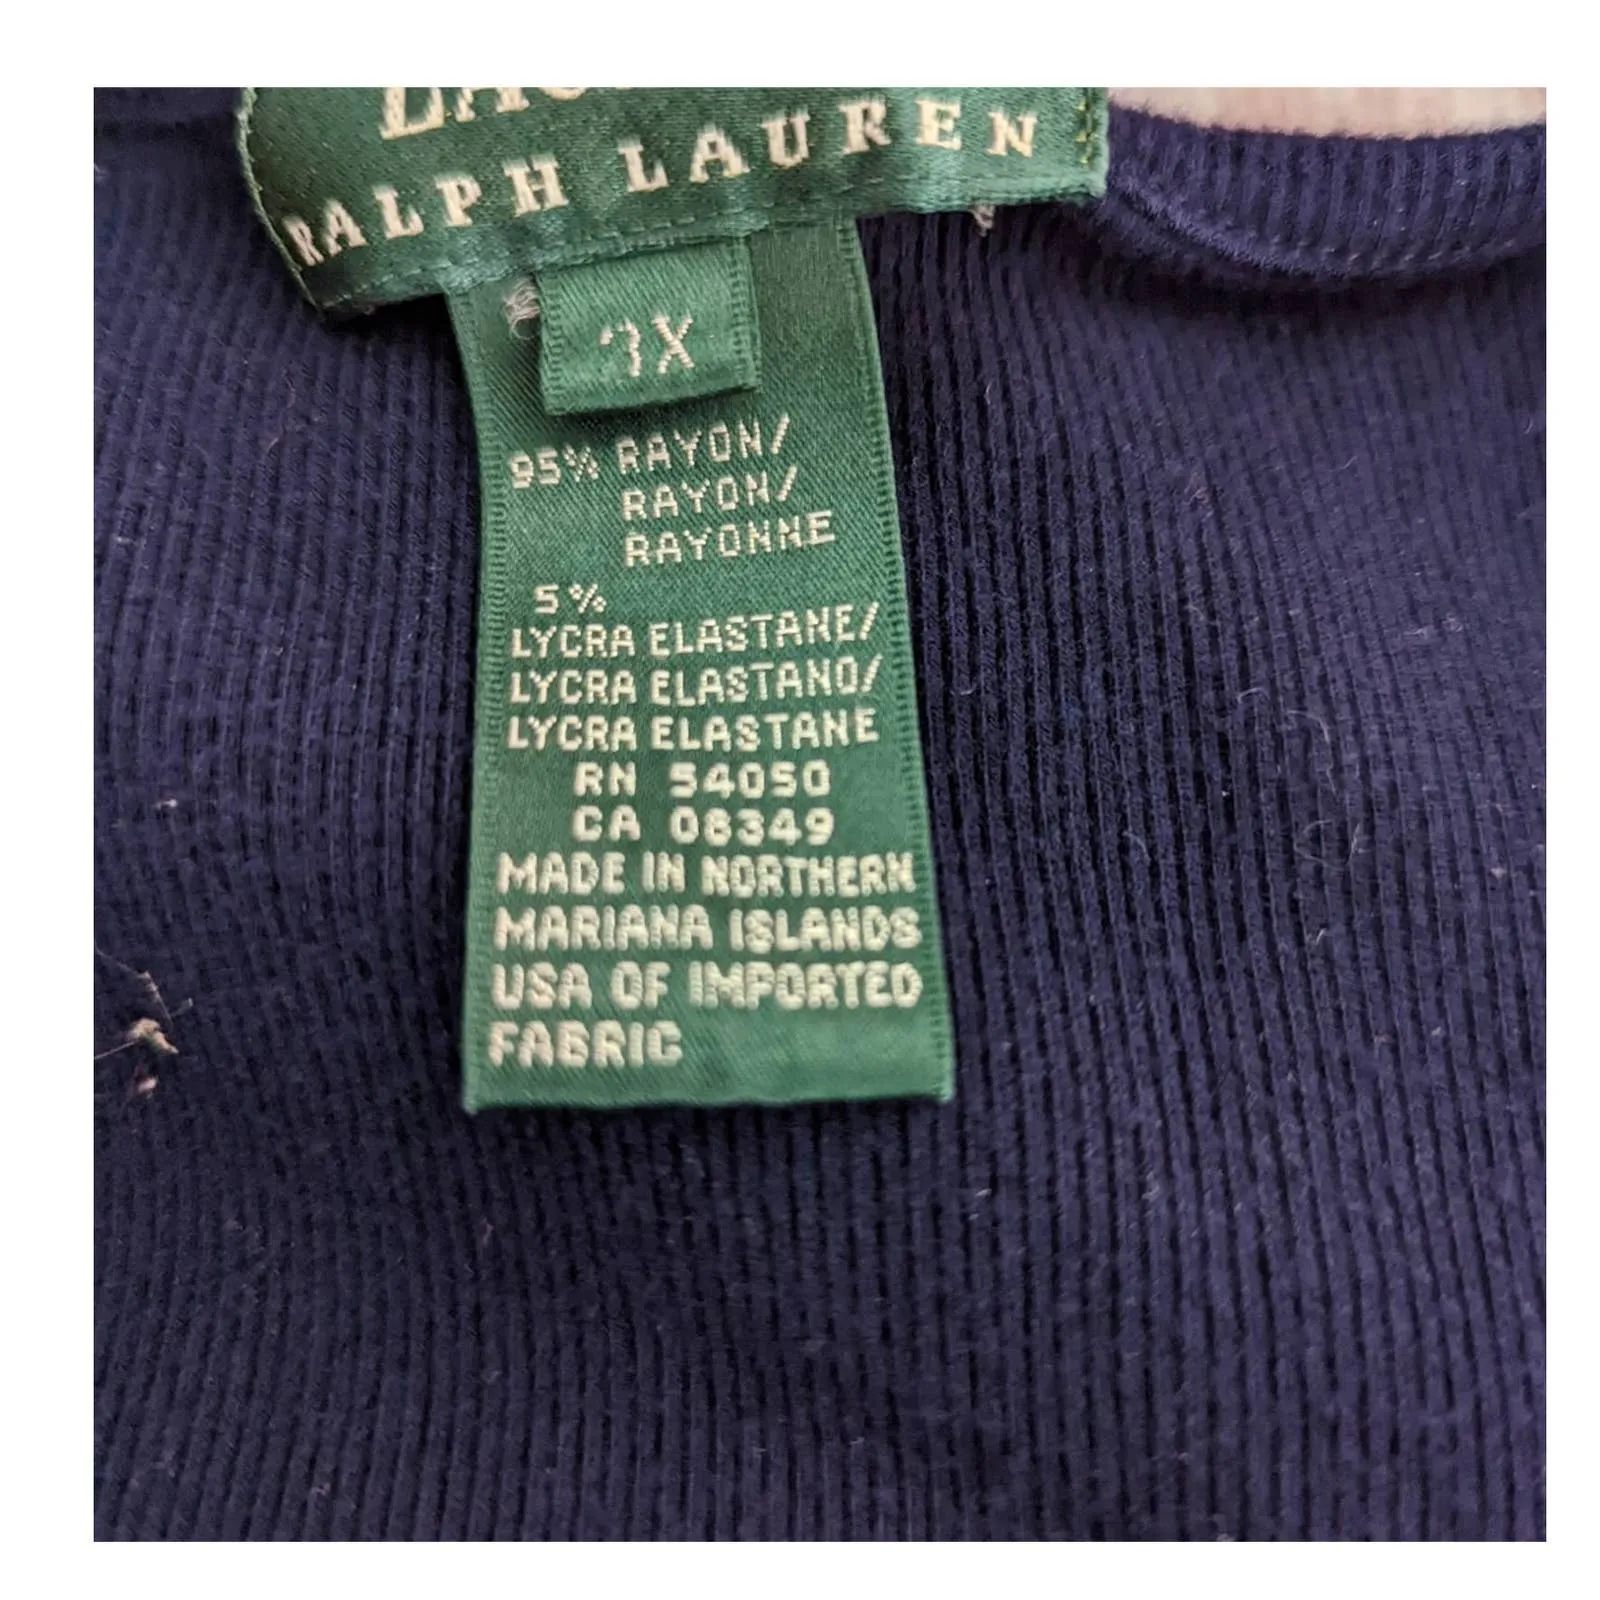 RALPH LAUREN
3X
95% RAYON/
RAYON/
RAYONNE
5%
LYCRA ELASTANE/
LYCRA ELASTANO/
LYCRA ELASTANE
RN 54050
CA 08349
MADE IN NORTHERN
MARIANA ISLANDS
USA OF IMPORTED
FABRIC